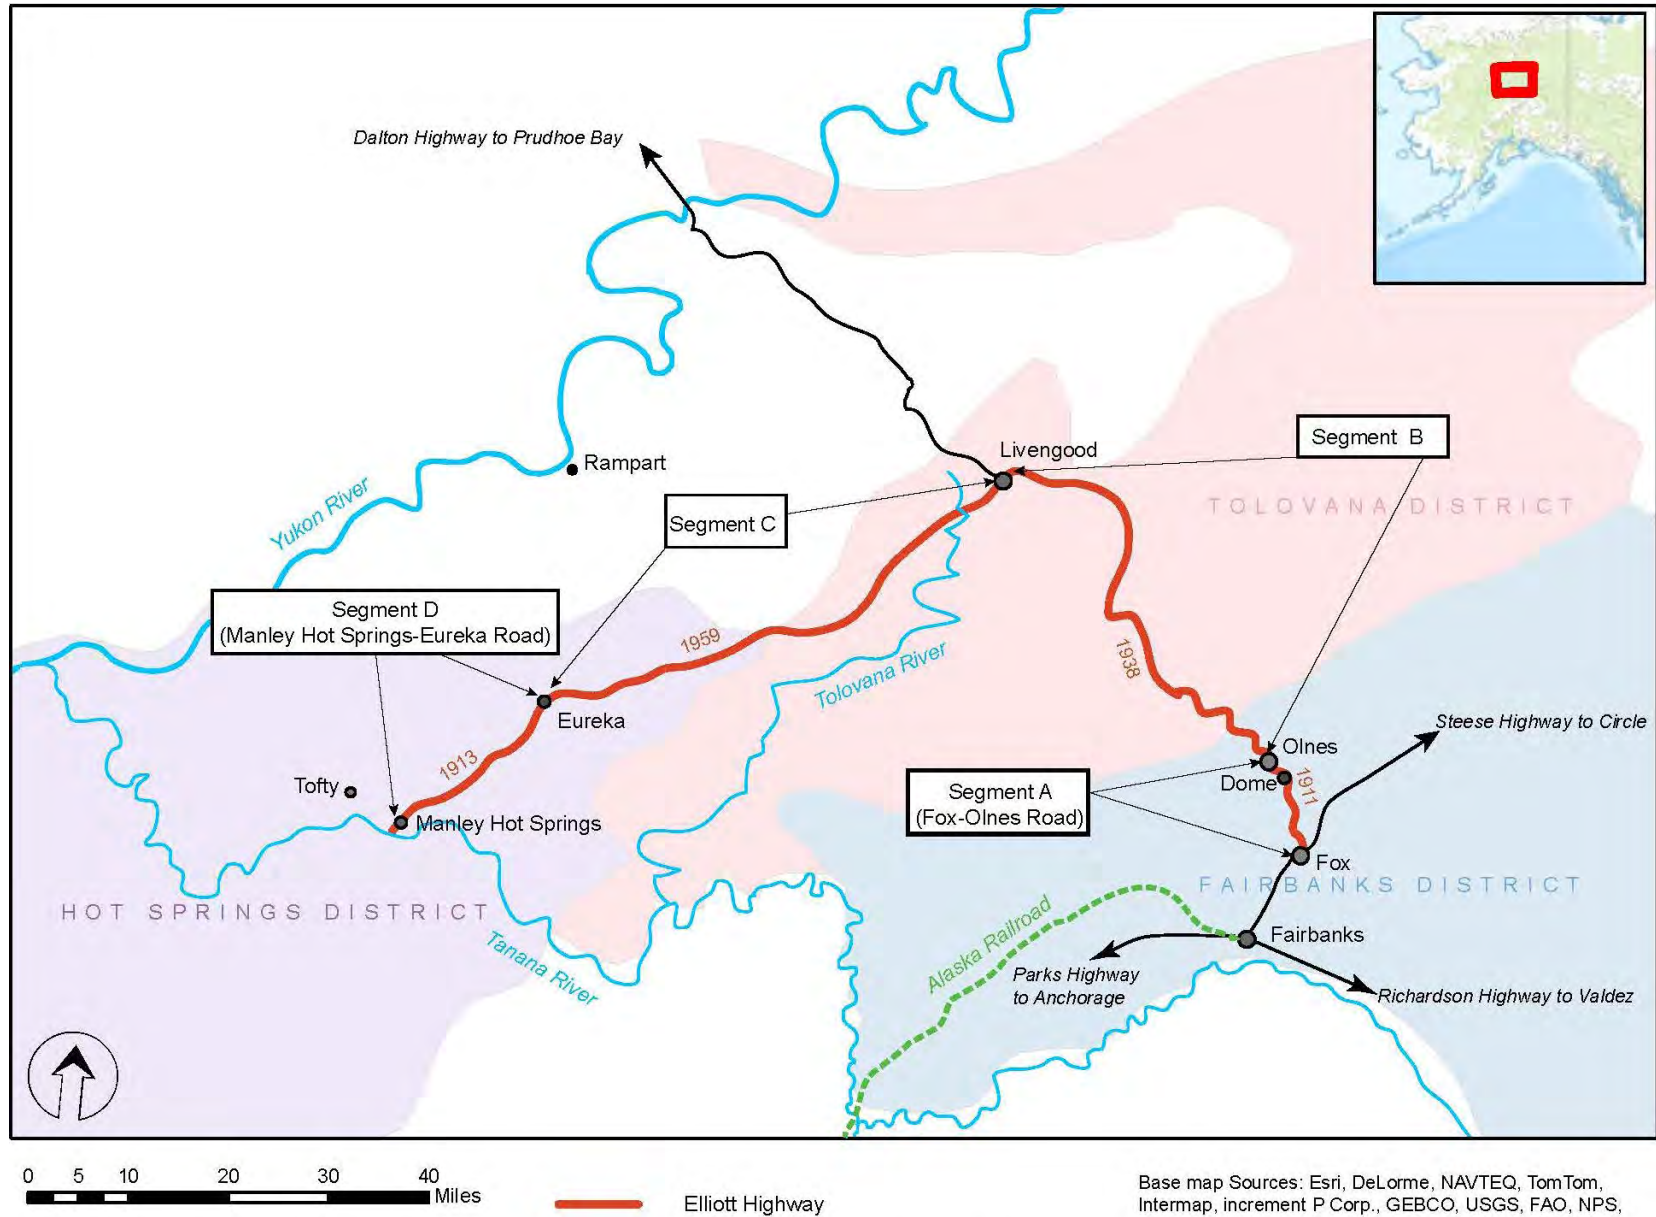 Dalton Highway to Prudhoe Bay
Livengood
Segment B
Rampart
TOLOVANA DISTRICT
Yukon River
Segment C
Segment D
(Manley Hot Springs-Eureka Road)
1959
1938
Tolovana River
Eureka
Steese Highway to Circle
Olnes
Dome
1911
1913
Tofty
Segment A
(Fox-Olnes Road)
Manley Hot Springs
Fox
FAIRBANKS DISTRICT
HOT SPRINGS DISTRICT
Tanana River
Alaska Railroad
Fairbanks
Parks Highway
to Anchorage
Richardson Highway to Valdez
0 5 10 20 30 40
Miles
Elliott Highway
Base map Sources: Esri, DeLorme, NAVTEQ, TomTom,
Intermap, increment P Corp., GEBCO, USGS, FAO, NPS,